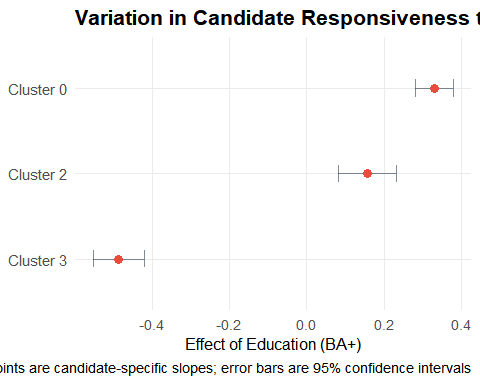 Variation in Candidate Responsiveness t
Cluster 0
Cluster 2
Cluster 3
-0.4 -0.2 0.0 0.2 0.4
Effect of Education (BA+)
oints are candidate-specific slopes; error bars are 95% confidence intervals